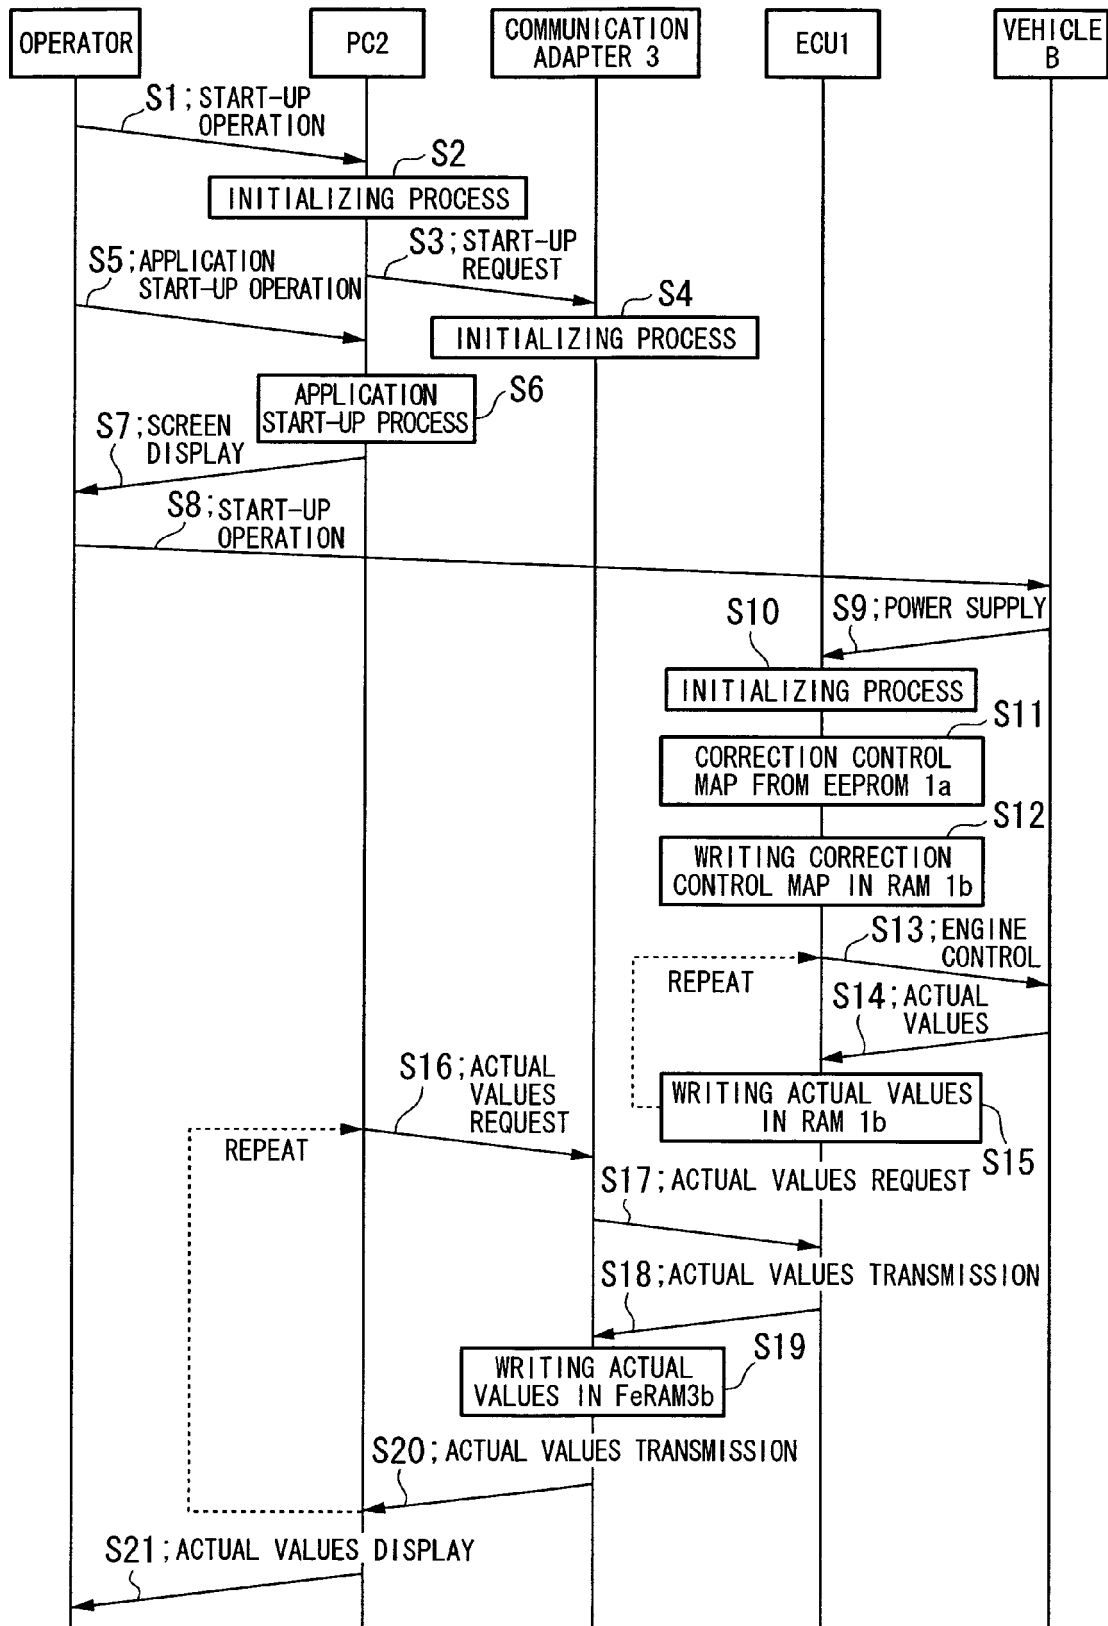 OPERATOR
PC2
COMMUNICATION
ADAPTER 3
ECU1
VEHICLE
B
S1;START-UP
OPERATION
S2
INITIALIZING PROCESS
S3;START-UP
REQUEST
S5;APPLICATION
START-UP OPERATION
S4
INITIALIZING PROCESS
APPLICATION
START-UP PROCESS
S6
S7;SCREEN
DISPLAY
S8;START-UP
OPERATION
S9;POWER SUPPLY
S10
INITIALIZING PROCESS
S11
CORRECTION CONTROL
MAP FROM EEPROM 1a
S12
WRITING CORRECTION
CONTROL MAP IN RAM 1b
S13;ENGINE
CONTROL
REPEAT
S14;ACTUAL
VALUES
WRITING ACTUAL VALUES
IN RAM 1b
S15
S16;ACTUAL
VALUES
REQUEST
REPEAT
S17;ACTUAL VALUES REQUEST
S18;ACTUAL VALUES TRANSMISSION
S19
WRITING ACTUAL
VALUES IN FeRAM3b
S20;ACTUAL VALUES TRANSMISSION
S21;ACTUAL VALUES DISPLAY